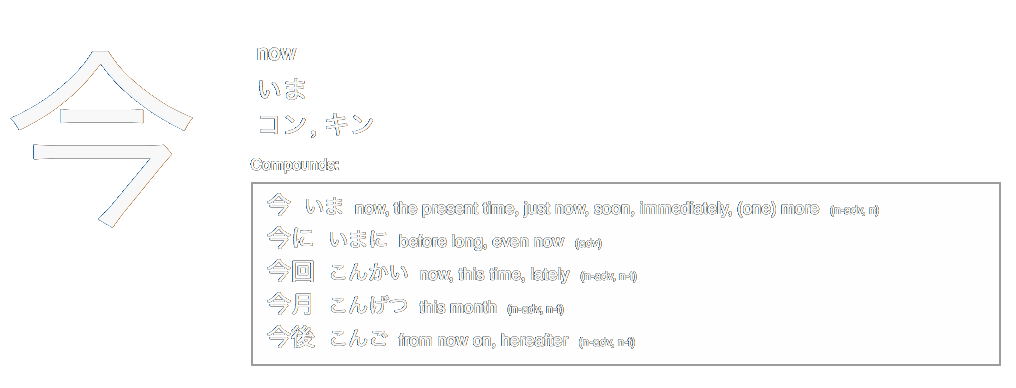 今
now
いま
コン, キン
Compounds:
今 いま now, the present time, just now, soon, immediately, (one) more (n-adv, n)
今に いまに before long, even now (adv)
今回 こんかい now, this time, lately (n-adv, n-t)
今月 こんげつ this month (n-adv, n-t)
今後 こんご from now on, hereafter (n-adv, n-t)